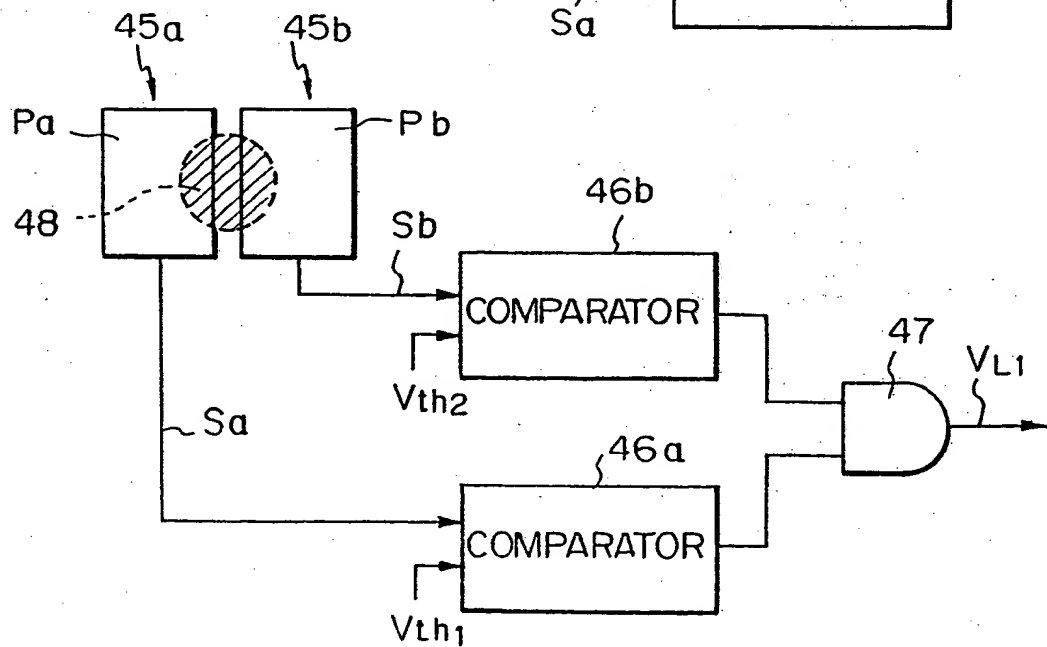 Sa
45a
45b
Pa
Pb
48
Sb
46b
COMPARATOR
Vth2
47
VL1
Sa
46a
COMPARATOR
Vth1